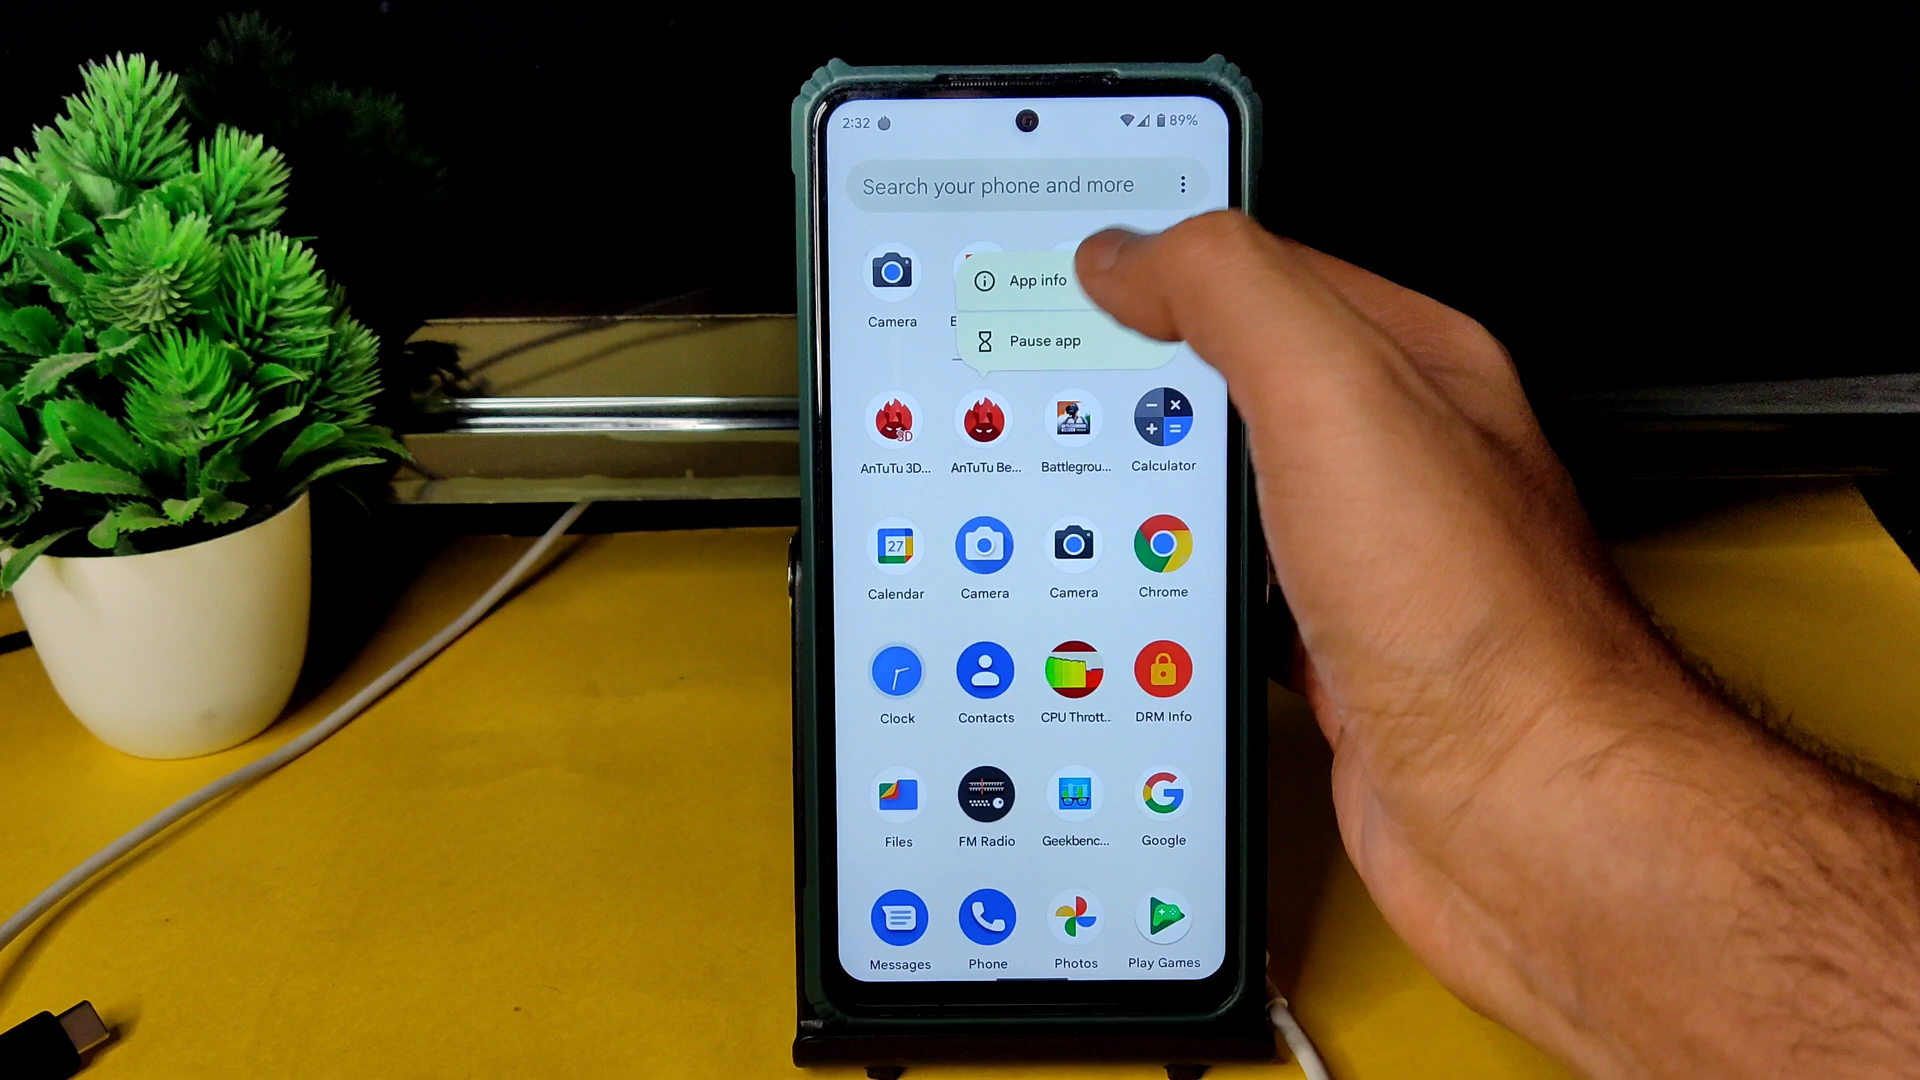 2:32 89%
Search your phone and more
App info
Pause app
Camera
AnTuTu 3D... AnTuTu Be... Battlegrou... Calculator
27
Calendar Camera Camera Chrome
Clock Contacts CPU Thrott... DRM Info
Files FM Radio Geekbenc... Google
Messages Phone Photos Play Games